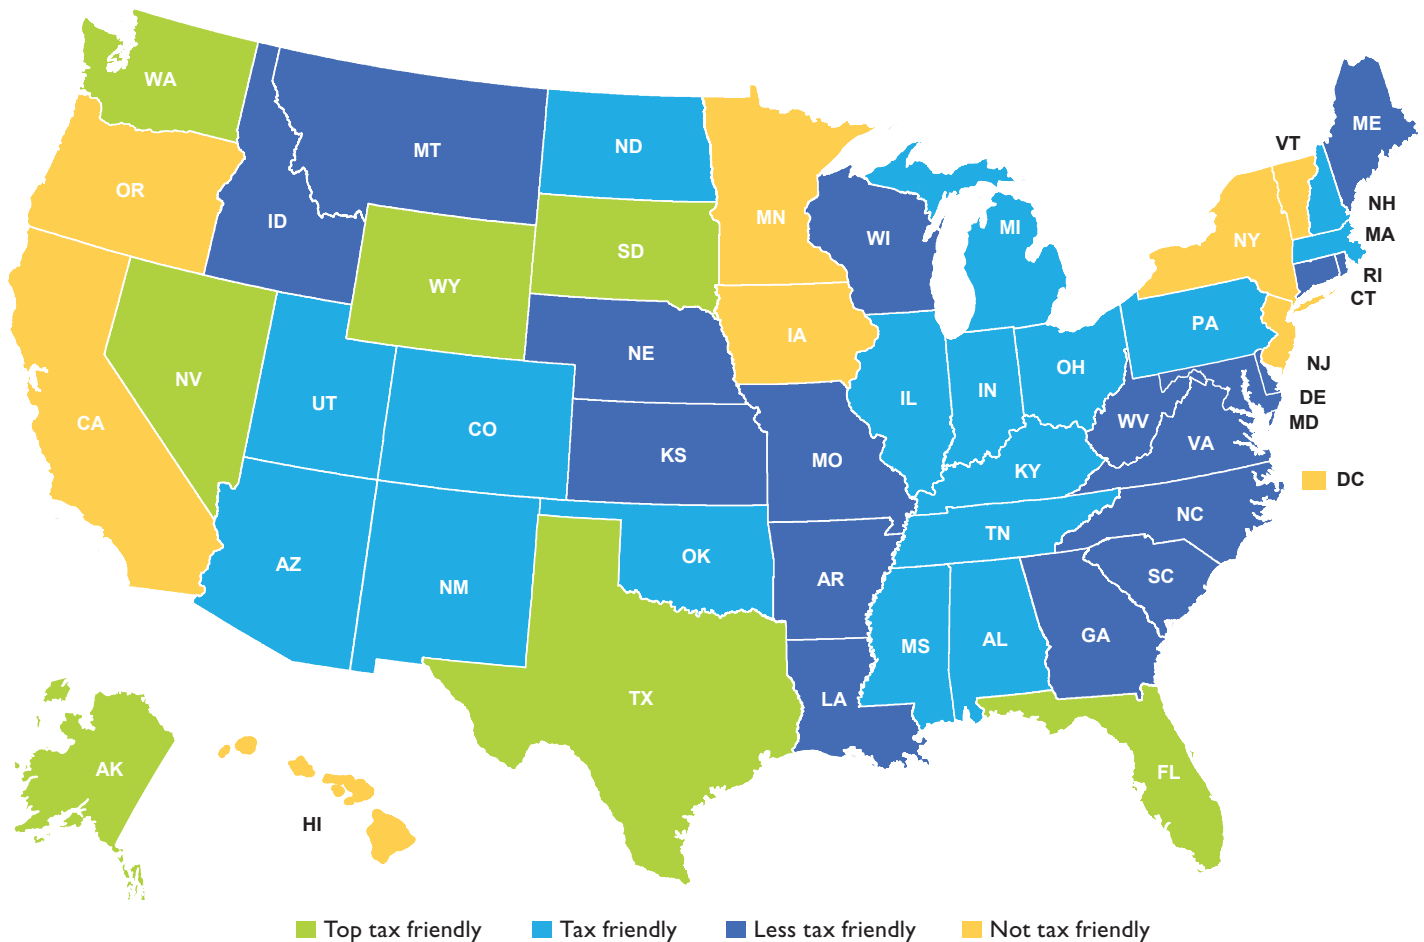 WA
ME
VT
MT
ND
OR
NH
MN
ID
MI
MA
WI
NY
SD
RI
WY
CT
PA
IA
NE
NJ
OH
NV
IN
DE
IL
UT
CA
WV
MD
CO
VA
KS
MO
KY
DC
NC
TN
OK
AZ
SC
AR
NM
GA
AL
MS
TX
LA
AK
FL
HI
Top tax friendly
Tax friendly
Less tax friendly
Not tax friendly